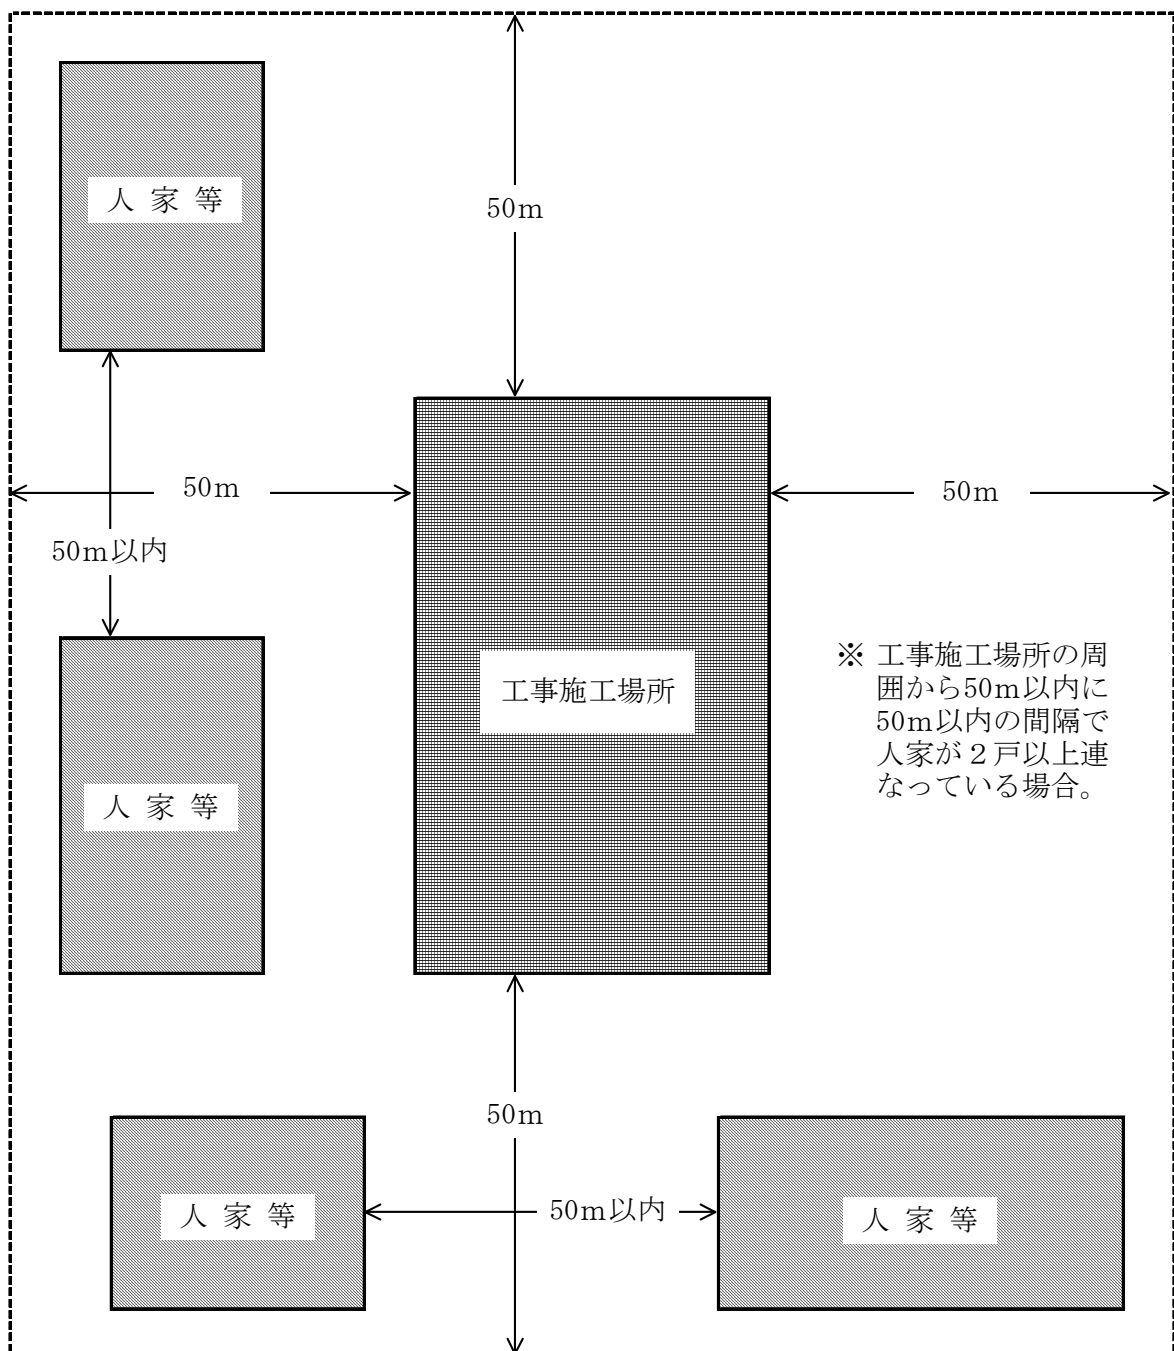 人 家 等
50m
50m
50m
50m以内
工事施工場所
※ 工事施工場所の周
囲から50m以内に
50m以内の間隔で
人家が２戸以上連
なっている場合。
人 家 等
50m
人 家 等
50m以内
人 家 等